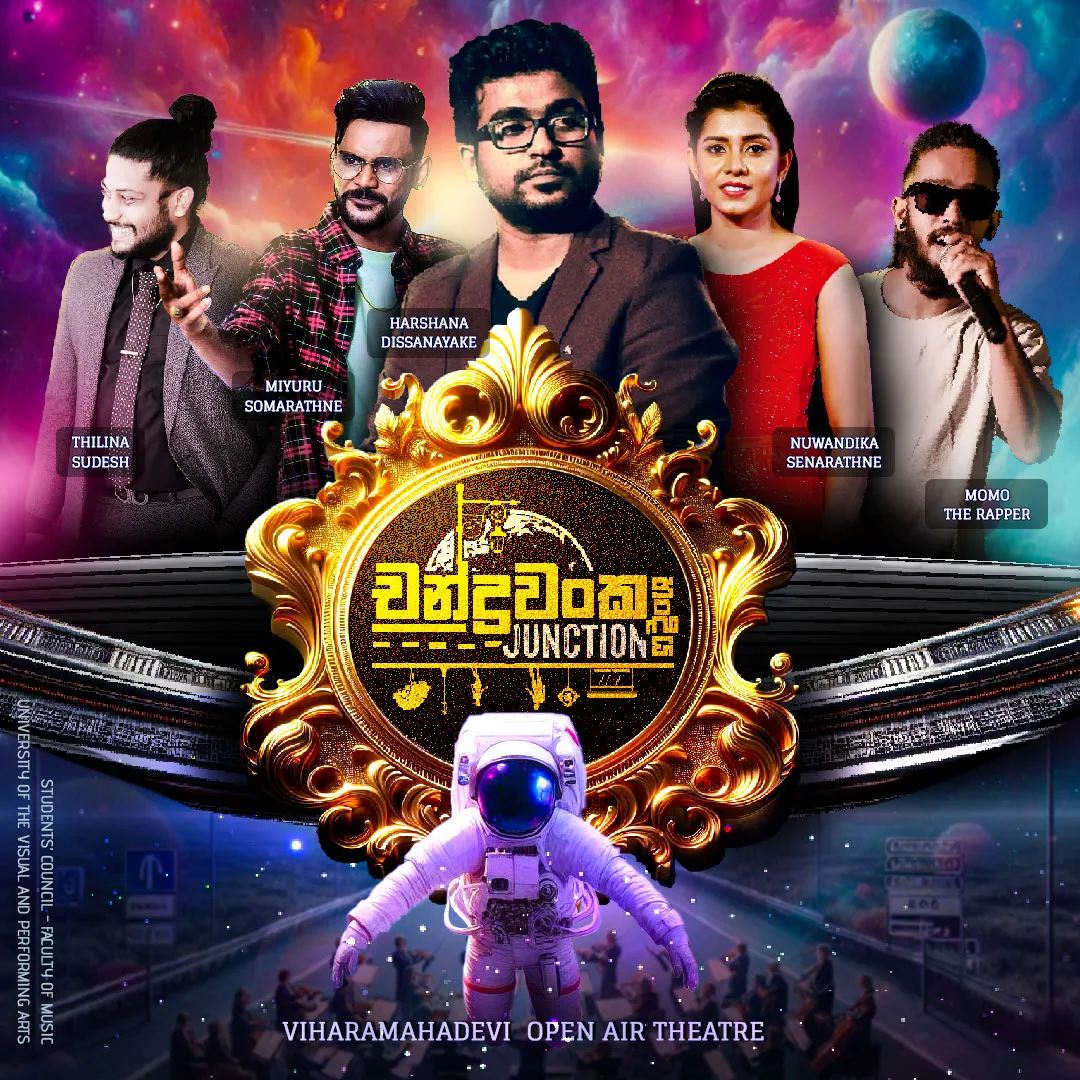 HARSHANA
DISSANAYAKE
MIYURU
SOMARATHNE
THILINA
SUDESH
NUWANDIKA
SENARATHNE
MOMO
THE RAPPER
චන්ද්‍රවංක
JUNCTION
STUDENTS' COUNCIL - FACULTY OF MUSIC
UNIVERSITY OF THE VISUAL AND PERFORMING ARTS
VIHARAMAHADEVI OPEN AIR THEATRE